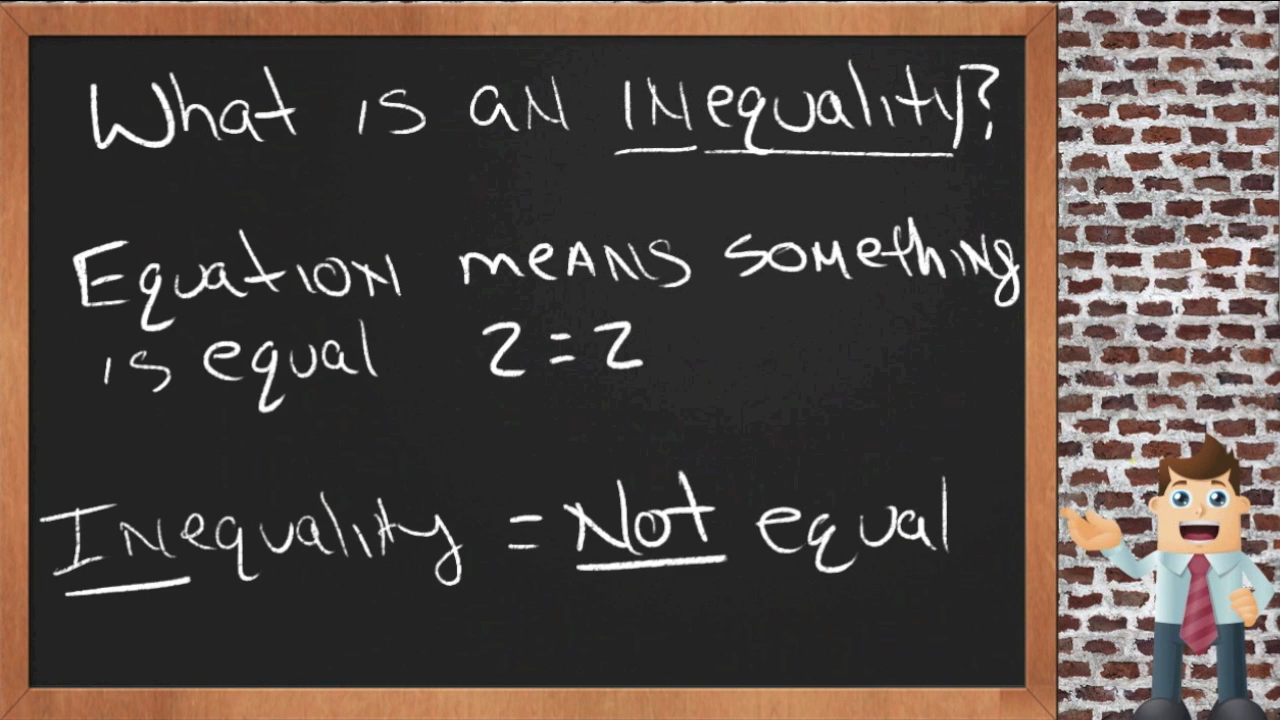 What is an INequality?
Equation means something
is equal 2=2
Inequality = Not equal